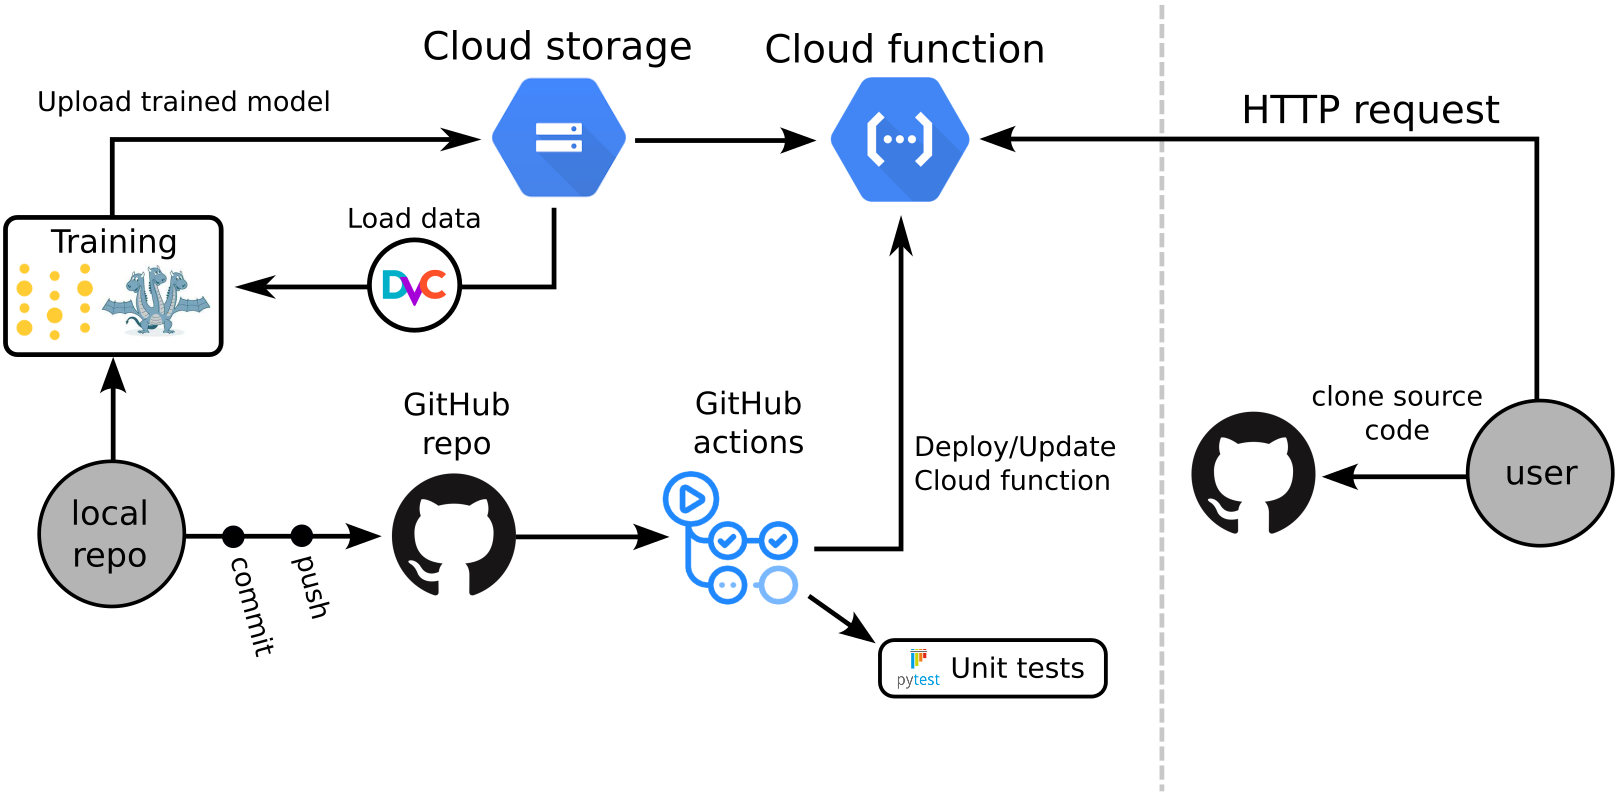 Cloud storage
Cloud function
HTTP request
Upload trained model
Load data
Training
DVC
GitHub
repo
GitHub
actions
Deploy/Update
Cloud function
clone source
code
user
local
repo
commit
push
pytest
Unit tests